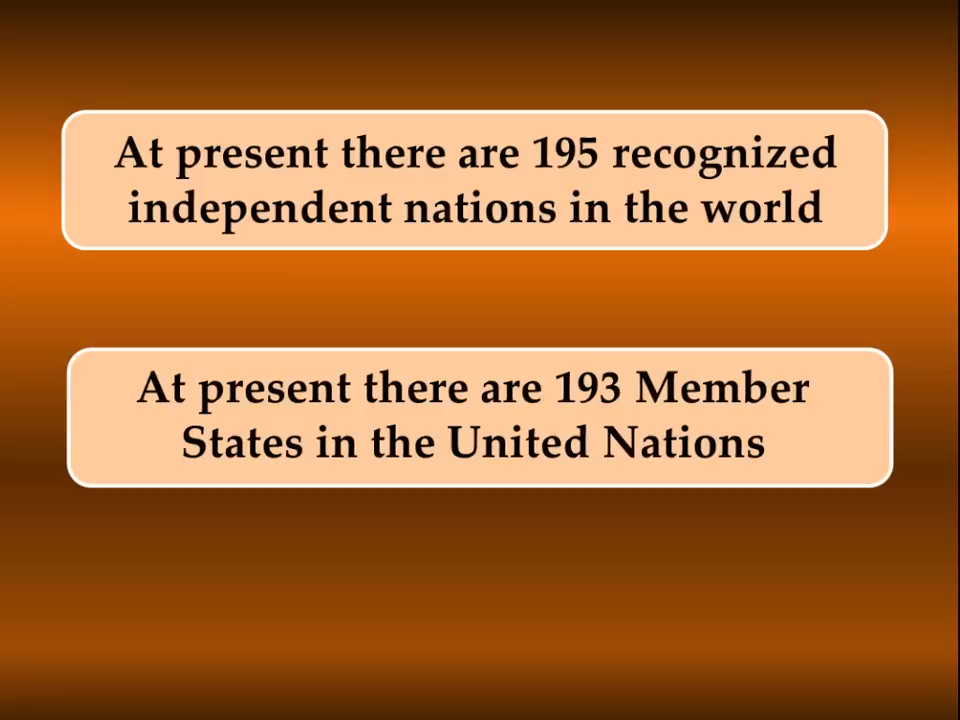 At present there are 195 recognized
independent nations in the world
At present there are 193 Member
States in the United Nations